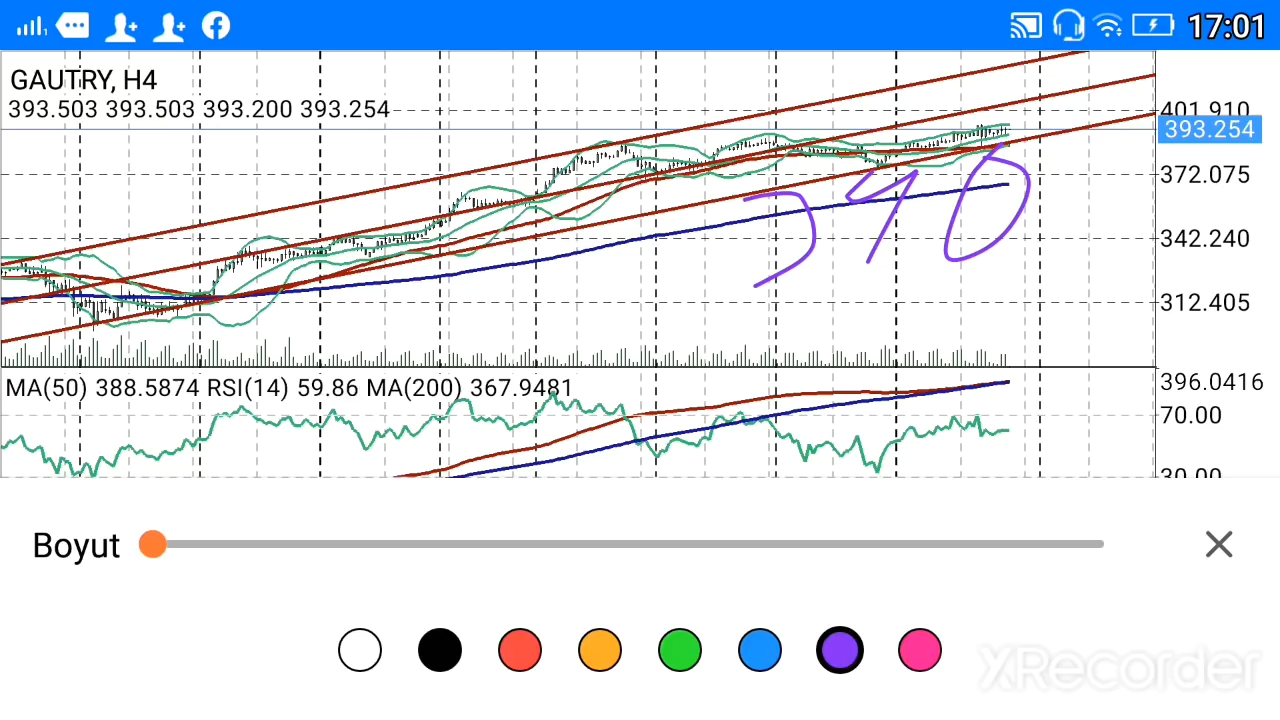 17:01
GAUTRY, H4
393.503 393.503 393.200 393.254
401.910
393.254
372.075
342.240
312.405
390
MA(50) 388.5874 RSI(14) 59.86 MA(200) 367.9481
396.0416
70.00
30.00
Boyut
XRecorder